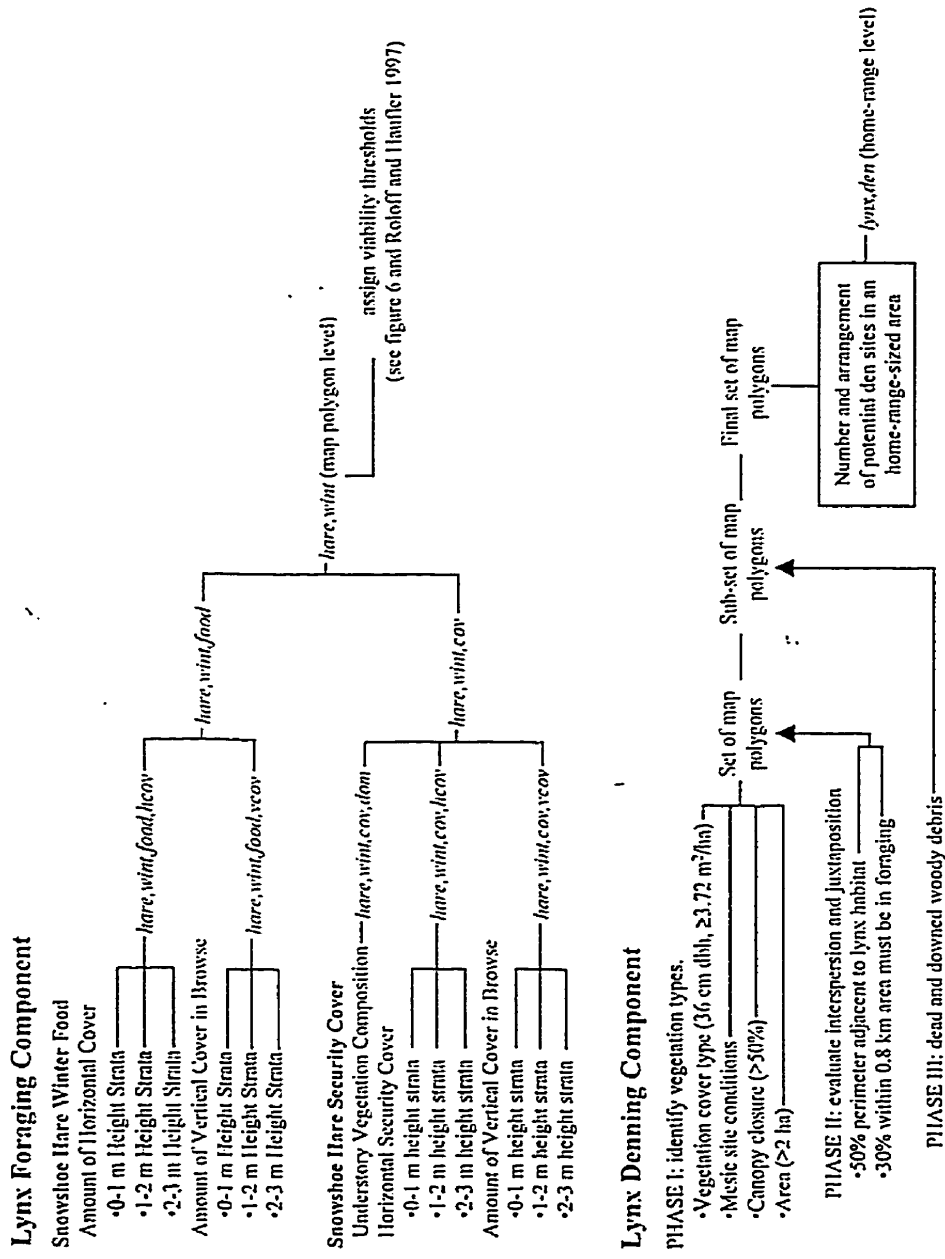 Lynx Foraging Component
Snowshoe Hare Winter Food
Amount of Horizontal Cover
•0-1 m Height Strata
•1-2 m Height Strata
•2-3 m Height Strata
hare,wint,food,hcov
Amount of Vertical Cover in Browse
•0-1 m Height Strata
•1-2 m Height Strata
•2-3 m Height Strata
hare,wint,food,vcov
hare,wint,food
Snowshoe Hare Security Cover
Understory Vegetation Composition
hare,wint,cov,dom
Horizontal Security Cover
•0-1 m height strata
•1-2 m height strata
•2-3 m height strata
hare,wint,cov,hcov
Amount of Vertical Cover in Browse
•0-1 m height strata
•1-2 m height strata
•2-3 m height strata
hare,wint,cov,vcov
hare,wint,cov
hare,wint (map polygon level)
assign viability thresholds
(see figure 6 and Roloff and Haufler 1997)
Lynx Denning Component
PHASE I: identify vegetation types.
•Vegetation cover type (36 cm dbh, ≥3.72 m²/ha)
•Mesic site conditions
•Canopy closure (>50%)
•Area (>2 ha)
Set of map
polygons
Sub-set of map
polygons
Final set of map
polygons
PHASE II: evaluate interspersion and juxtaposition
•50% perimeter adjacent to lynx habitat
•30% within 0.8 km area must be in foraging
PHASE III: dead and downed woody debris
Number and arrangement
of potential den sites in an
home-range-sized area
lynx,den (home-range level)